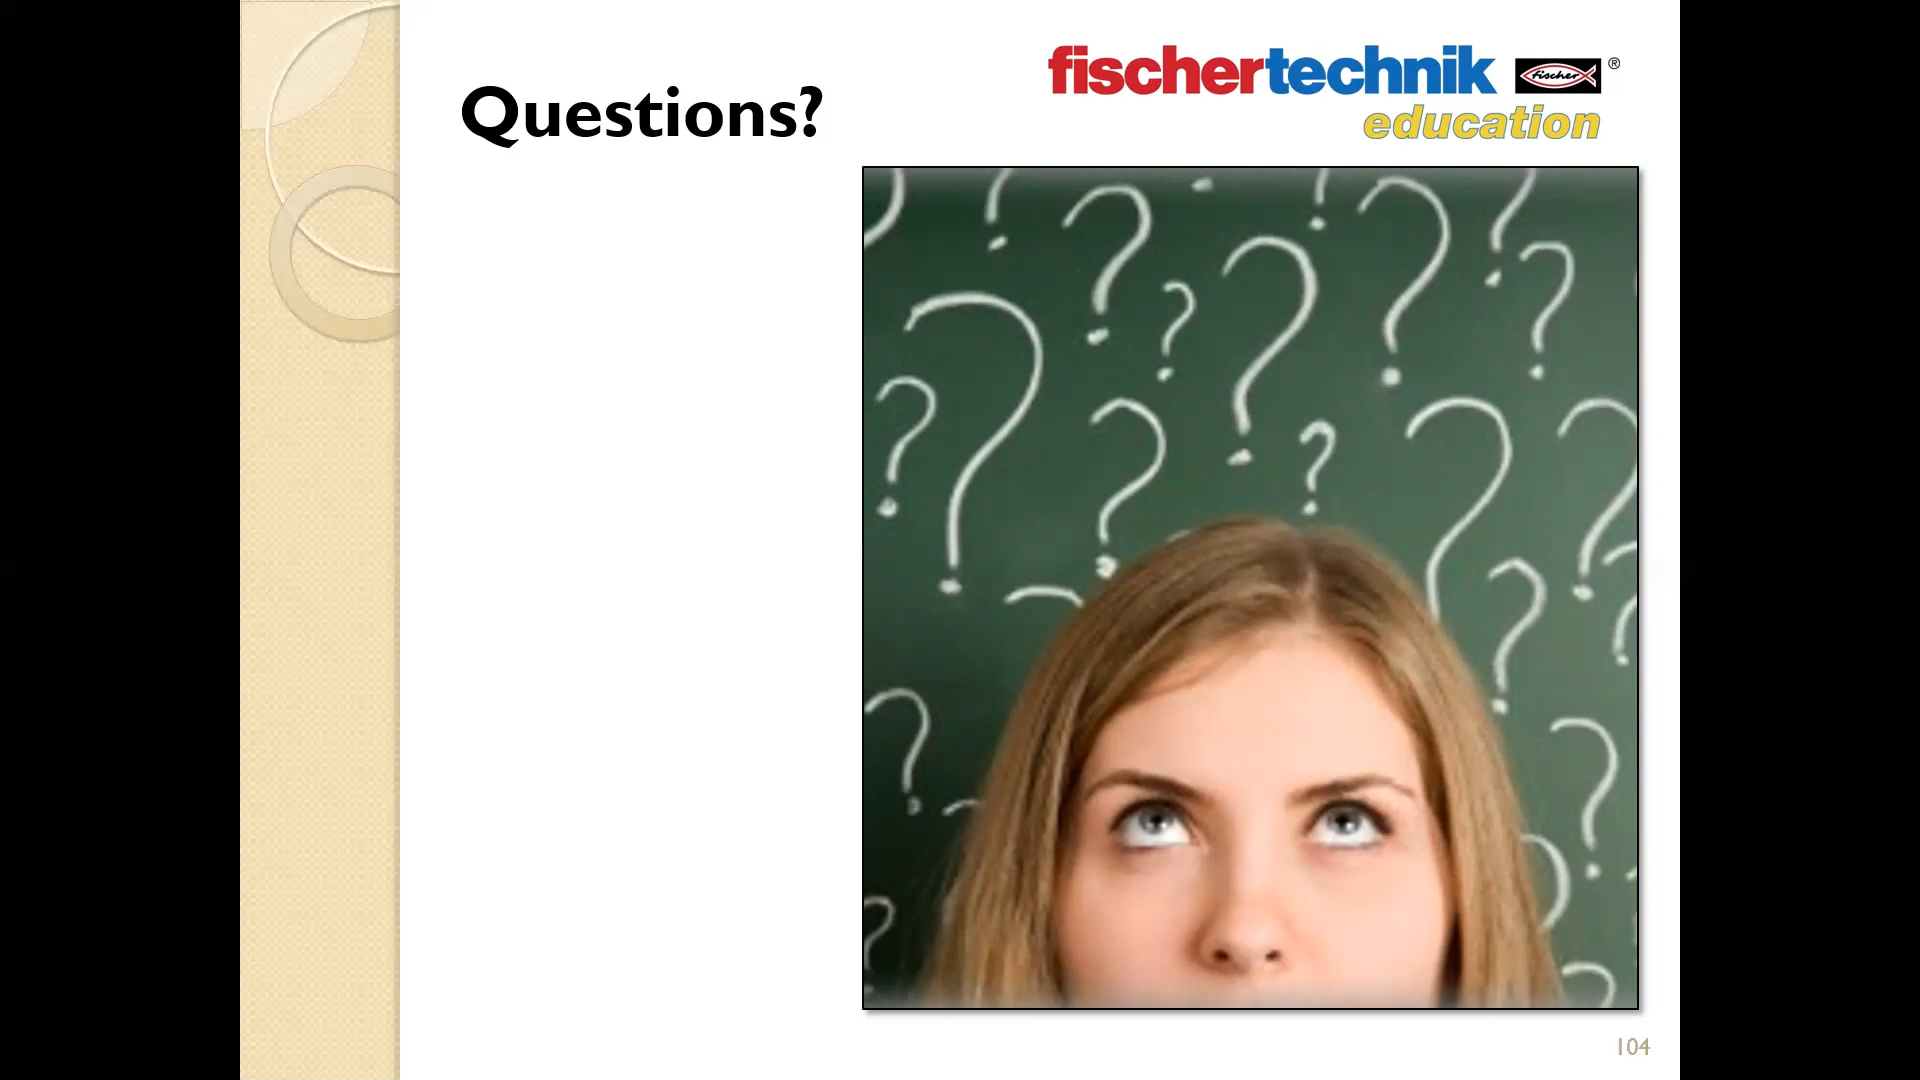 Questions?
fischertechnik fischer ®
education
? ? ? ? ? ? ? ? ? ? ? ? ? ? ? ? ? ?
104